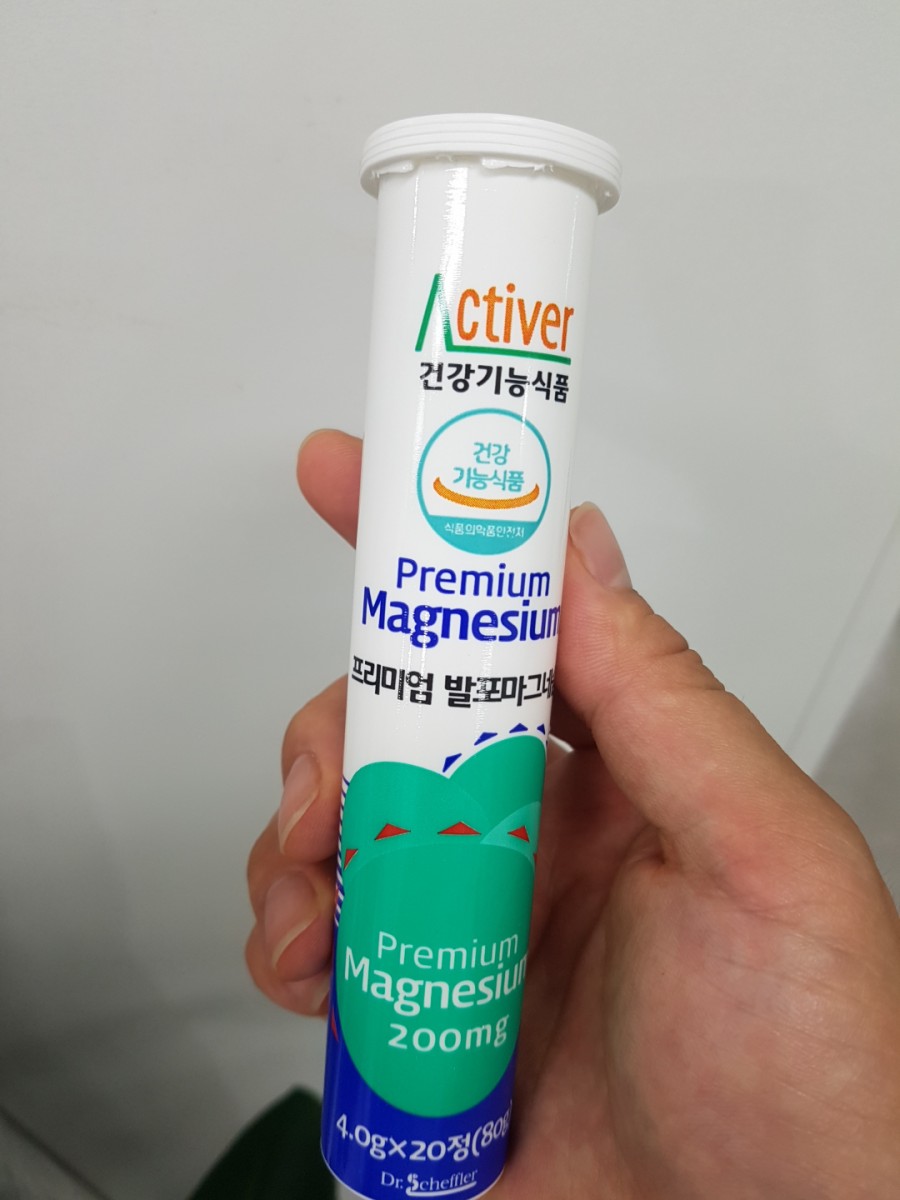 Activer
건강기능식품
건강
기능식품
식품의약품안전처
Premium
Magnesium
프리미엄 발포마그네
Premium
Magnesium
200mg
4.0g×20정(80g)
Dr. Scheffler